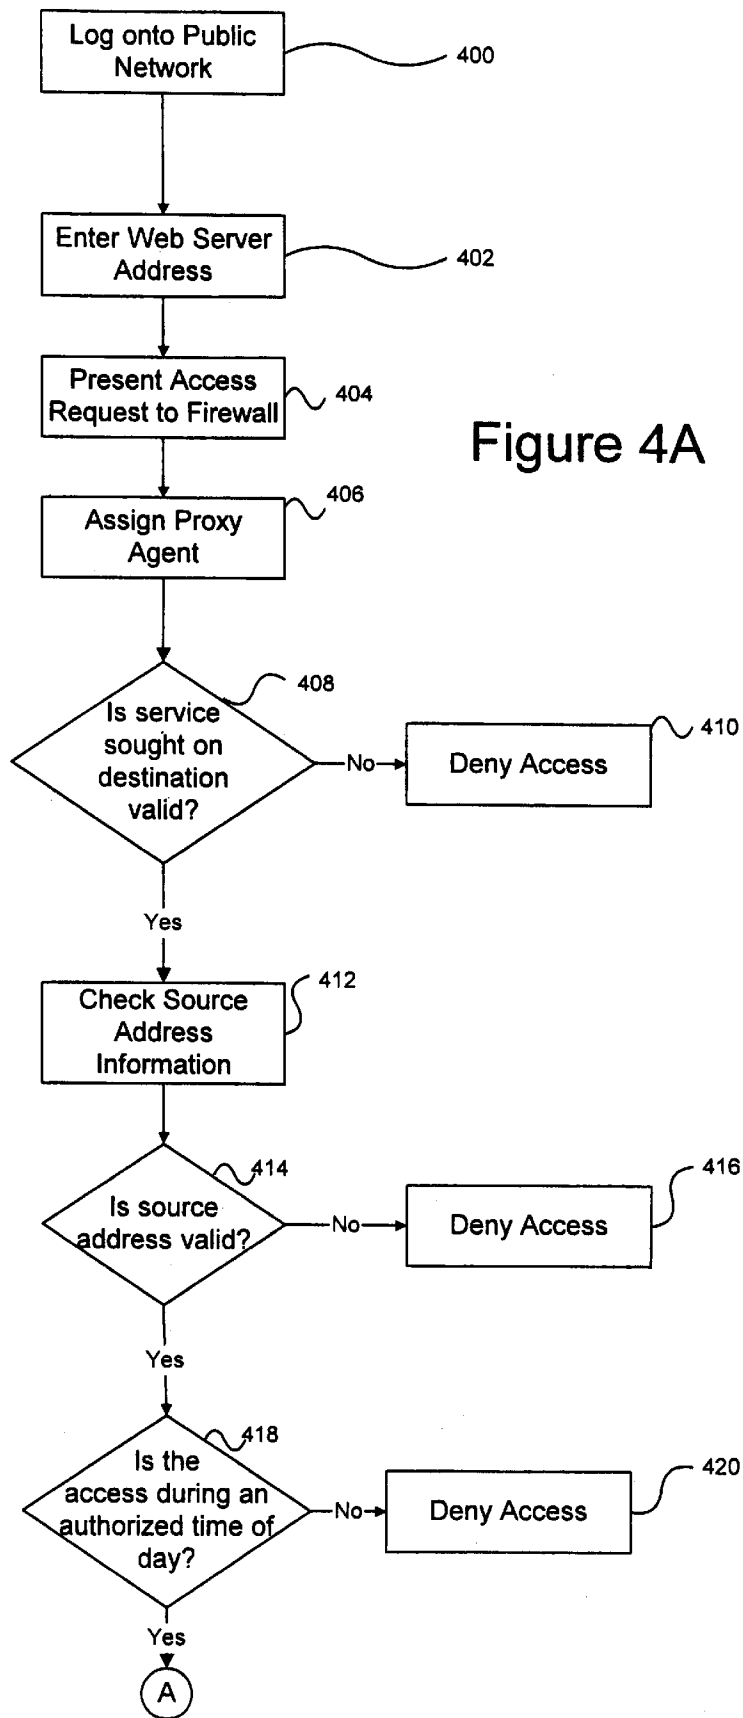 Log onto Public
Network
400
Enter Web Server
Address
402
Present Access
Request to Firewall
404
Figure 4A
406
Assign Proxy
Agent
408
Is service
sought on
destination
valid?
No
410
Deny Access
Yes
412
Check Source
Address
Information
414
Is source
address valid?
No
416
Deny Access
Yes
418
Is the
access during an
authorized time of
day?
No
420
Deny Access
Yes
A